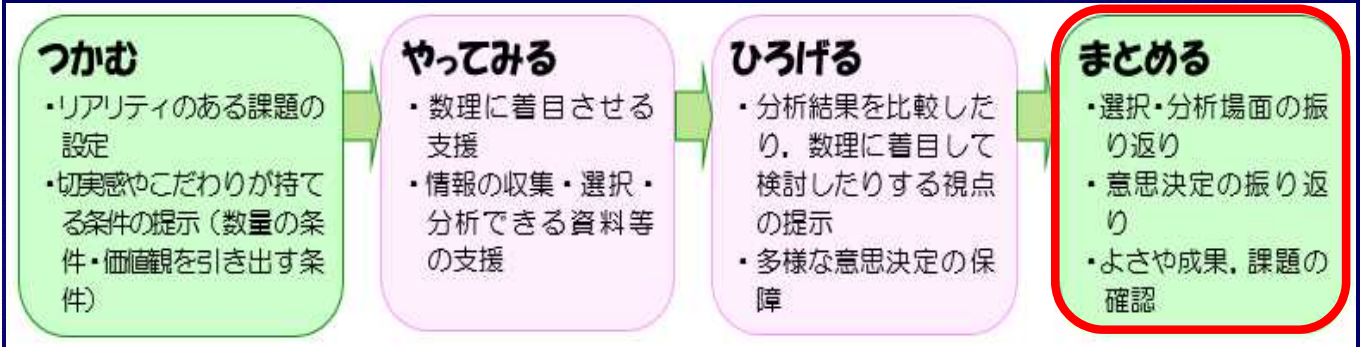 つかむ
・リアリティのある課題の
設定
・切実感やこだわりが持て
る条件の提示（数量の条
件・価値観を引き出す条
件）
やってみる
・数理に着目させる
支援
・情報の収集・選択・
分析できる資料等
の支援
ひろげる
・分析結果を比較した
り，数理に着目して
検討したりする視点
の提示
・多様な意思決定の保
障
まとめる
・選択・分析場面の振
り返り
・意思決定の振り返
り
・よさや成果，課題の
確認